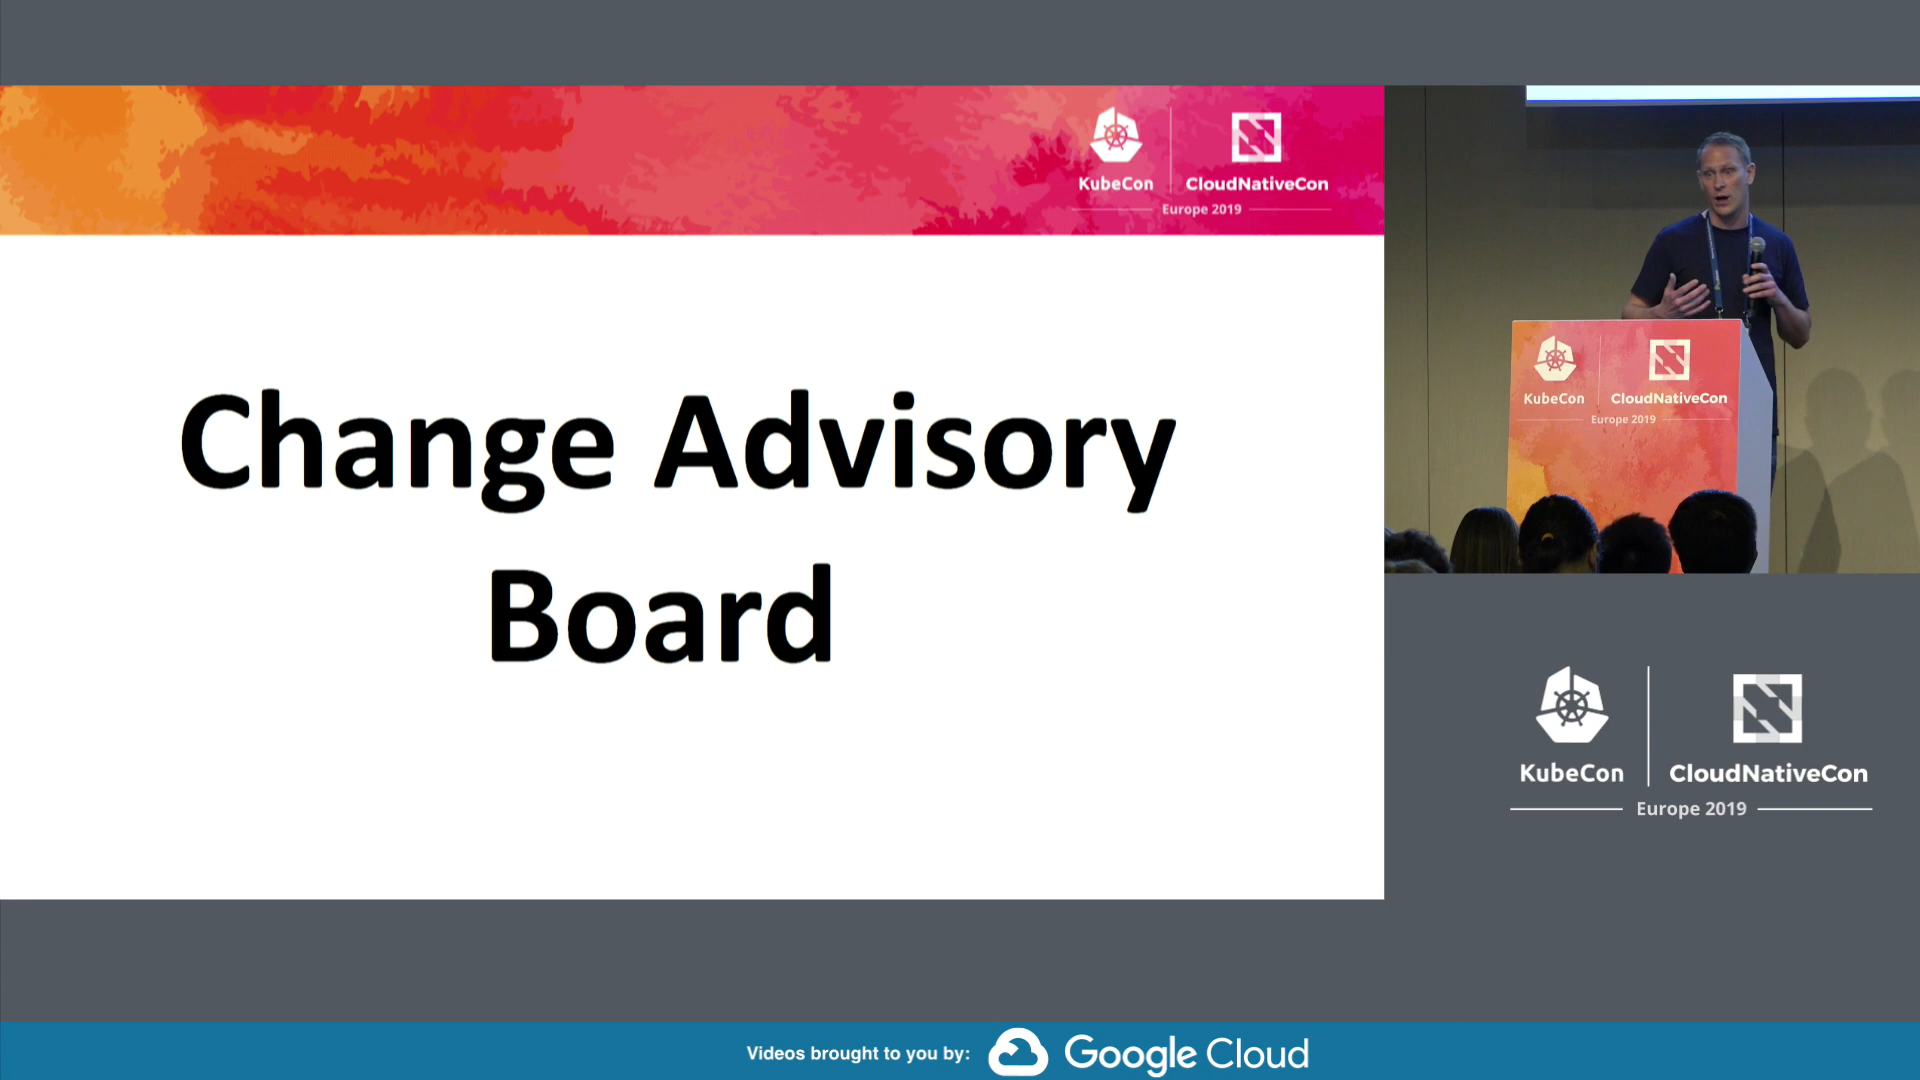 KubeCon
CloudNativeCon
Europe 2019
Change Advisory
Board
KubeCon
CloudNativeCon
Europe 2019
KubeCon
CloudNativeCon
Europe 2019
Videos brought to you by:
Google Cloud